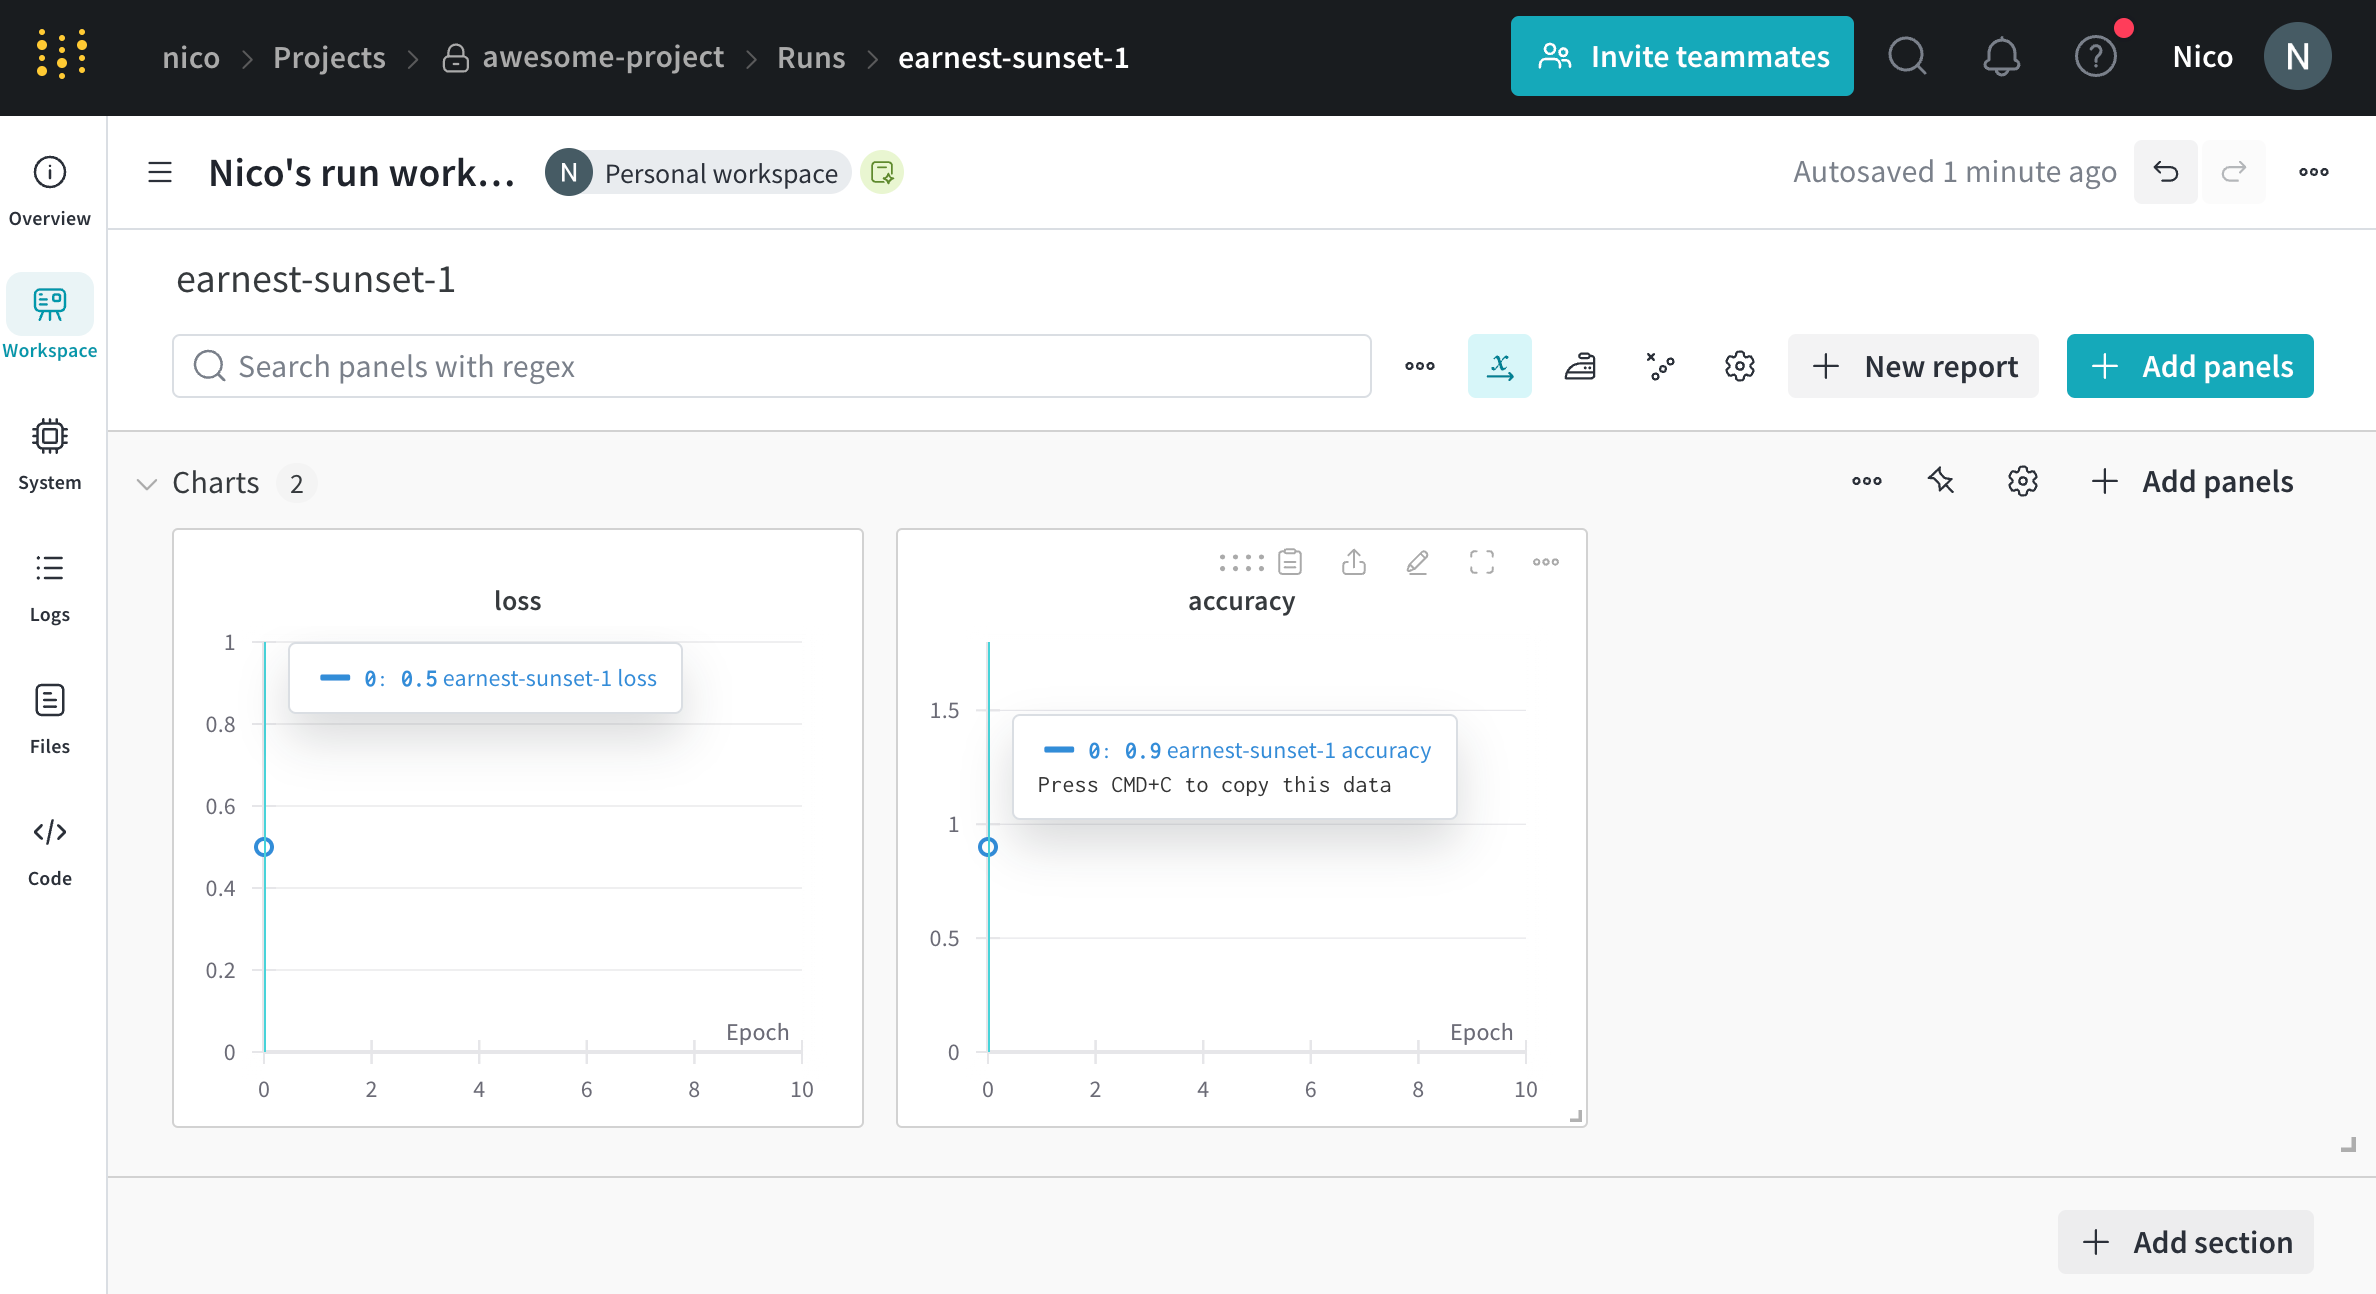 nico > Projects > awesome-project > Runs > earnest-sunset-1
Invite teammates
Nico
N
Nico's run work...
N Personal workspace
Autosaved 1 minute ago
Overview
Workspace
System
Logs
Files
Code
earnest-sunset-1
Search panels with regex
New report
Add panels
Charts 2
Add panels
loss
0: 0.5 earnest-sunset-1 loss
1
0.8
0.6
0.4
0.2
0
Epoch
0 2 4 6 8 10
accuracy
0: 0.9 earnest-sunset-1 accuracy
Press CMD+C to copy this data
1.5
1
0.5
0
Epoch
0 2 4 6 8 10
Add section